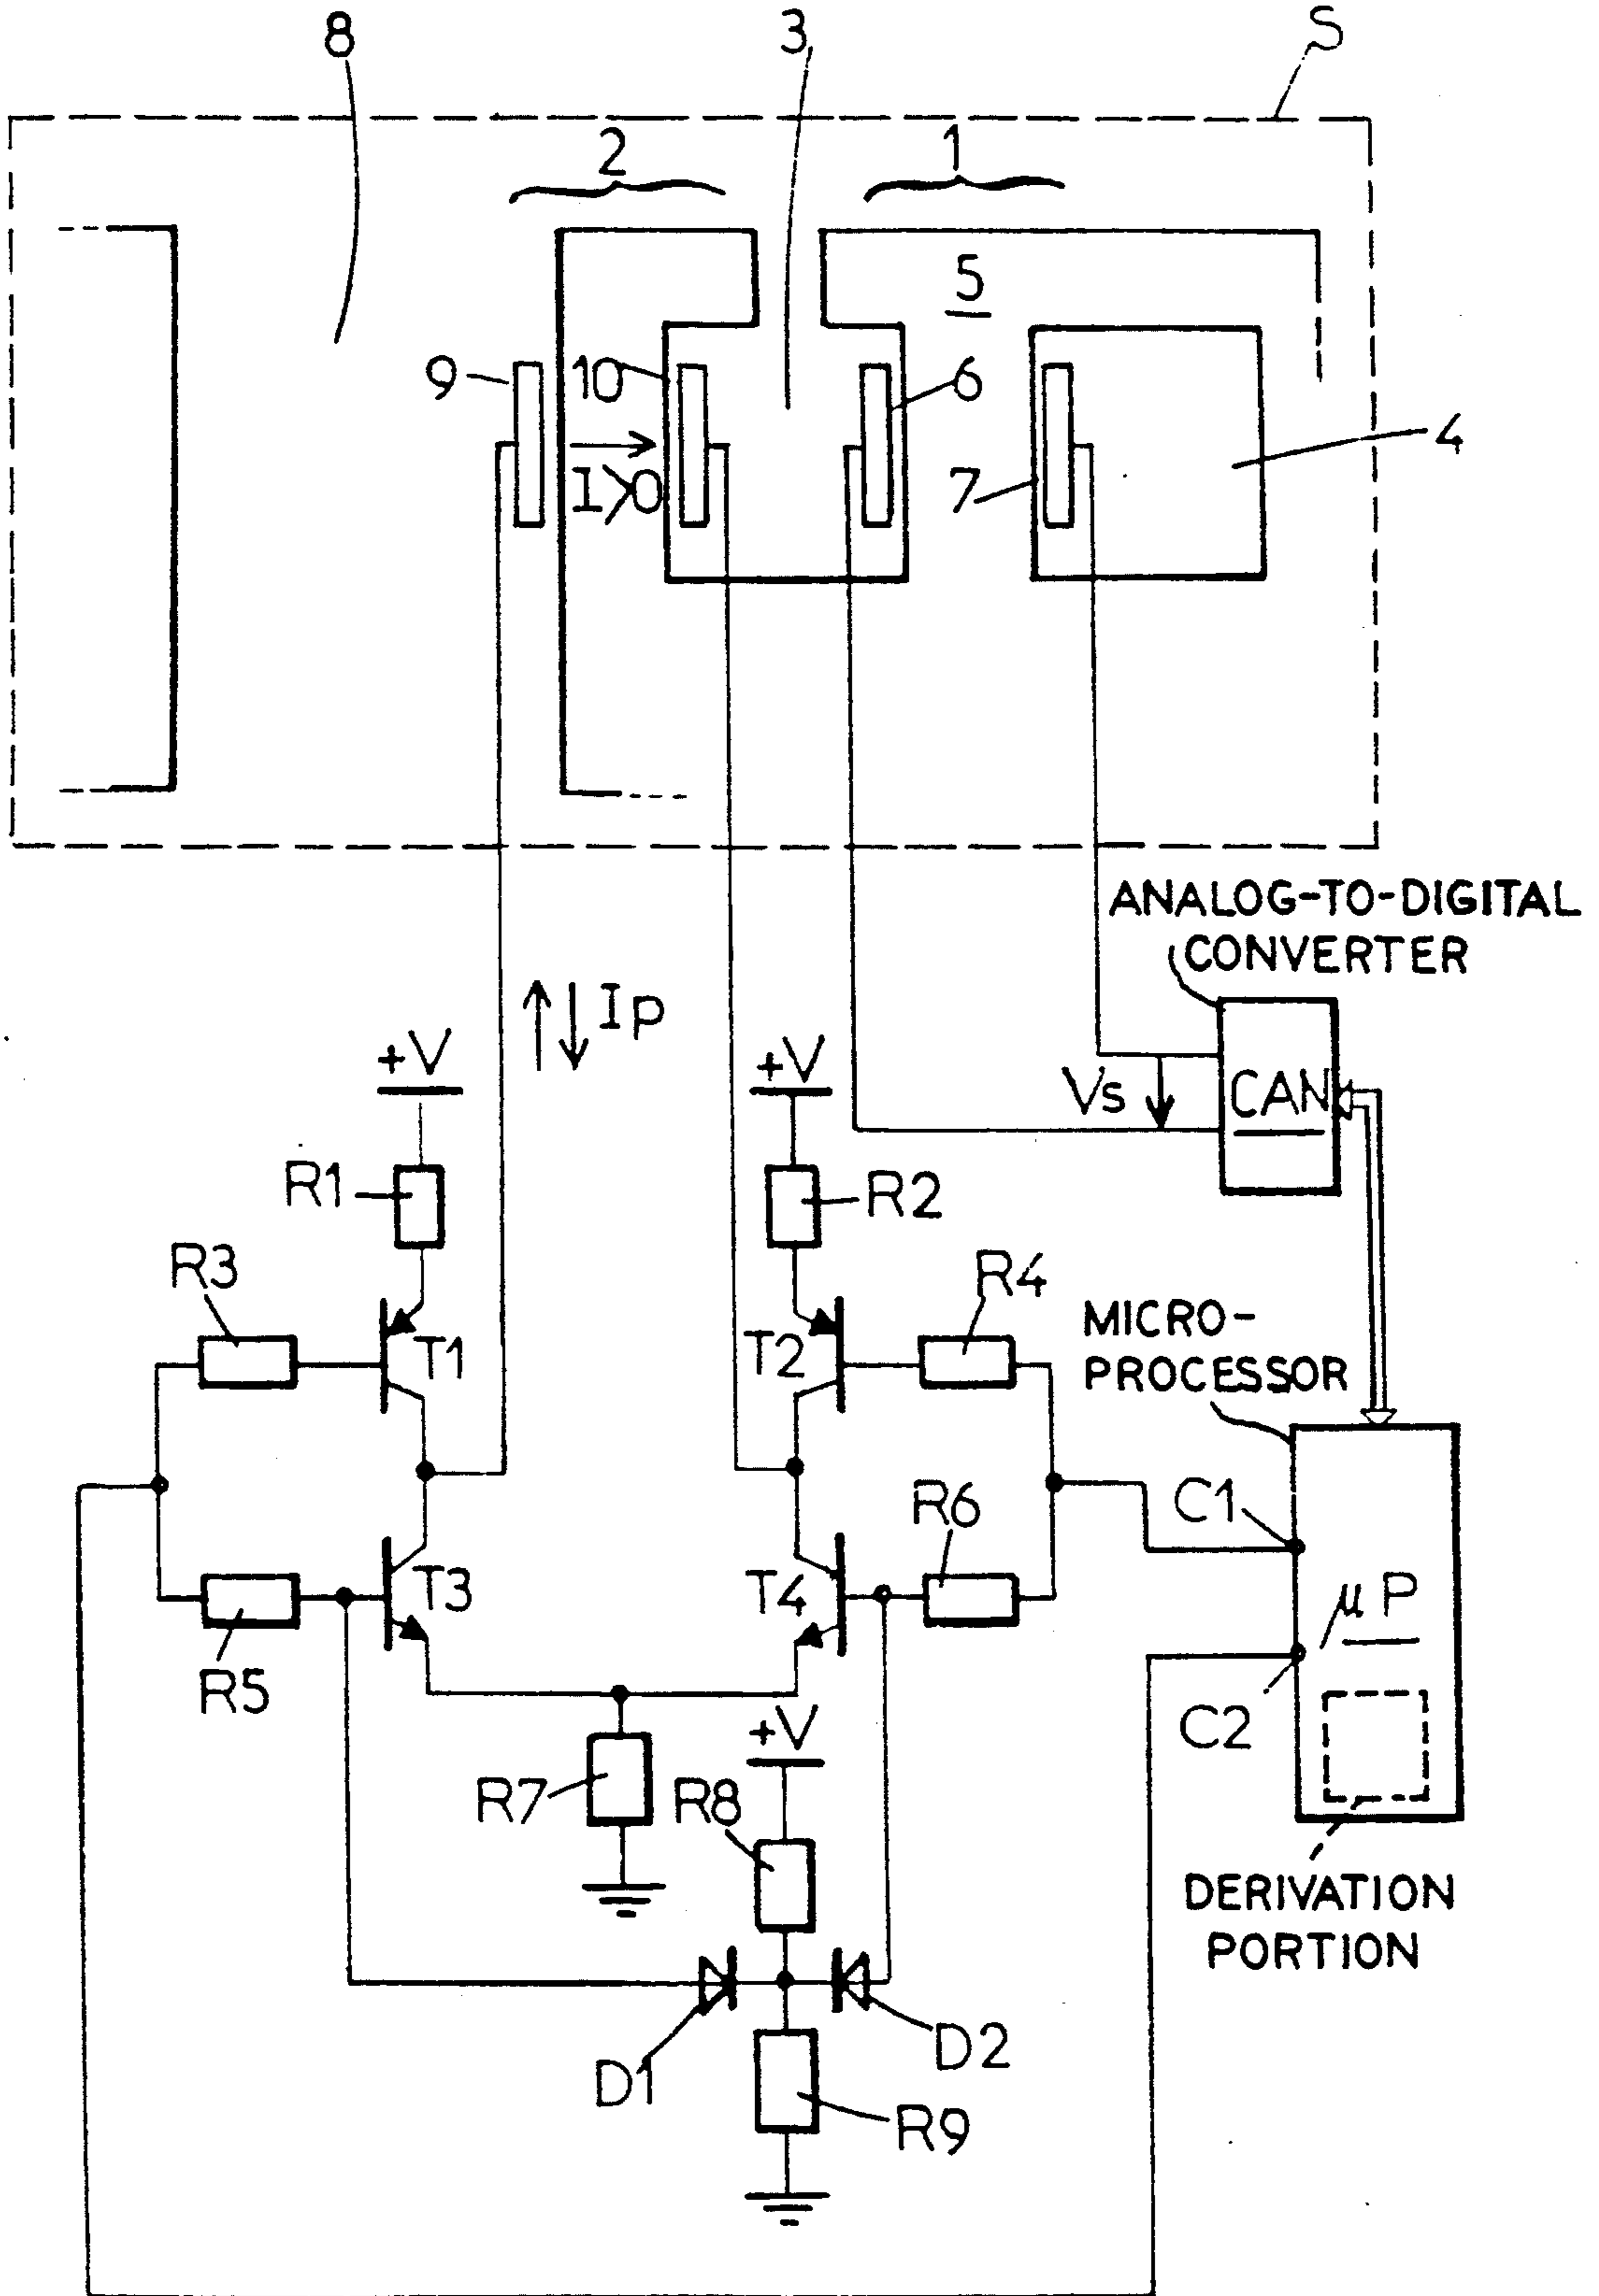 8
3
S
2
1
5
9
10
6
4
I>0
7
ANALOG-TO-DIGITAL
CONVERTER
Ip
+V
+V
Vs
CAN
R1
R2
R3
R4
T1
T2
MICRO-
PROCESSOR
C1
R6
T3
T4
µP
R5
C2
+V
R7
R8
DERIVATION
PORTION
D1
D2
R9